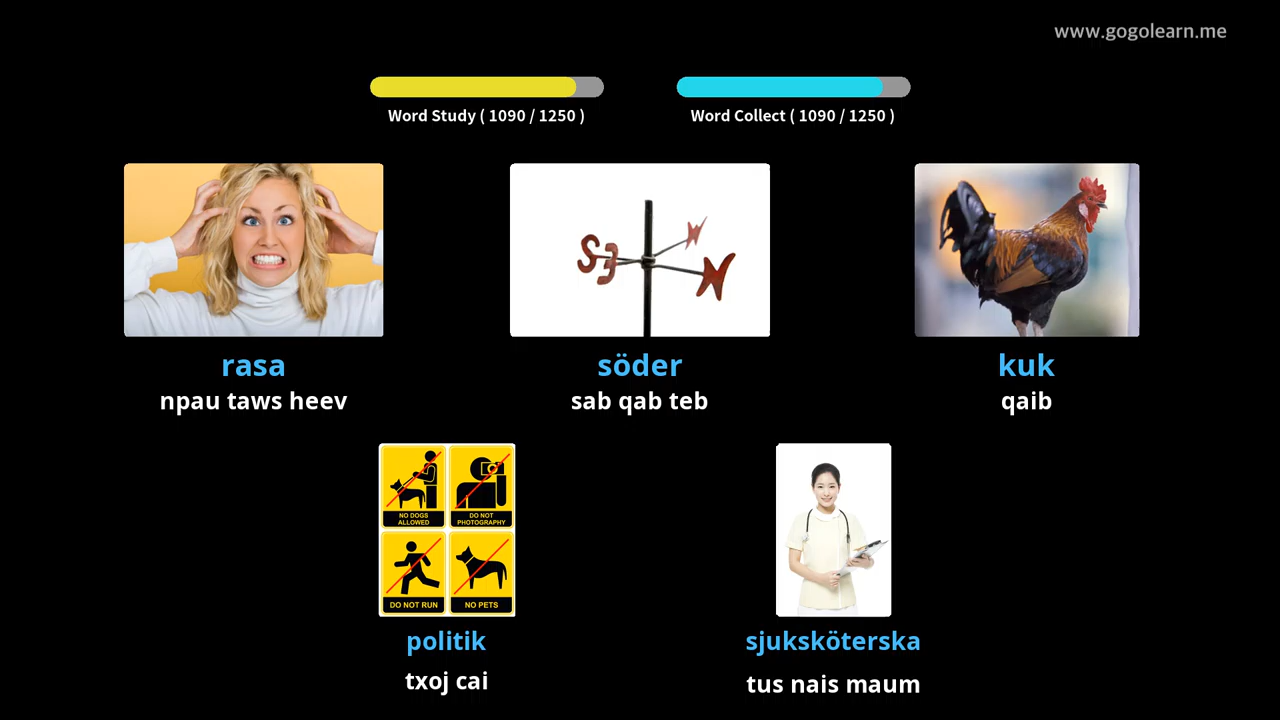 www.gogolearn.me
Word Study ( 1090 / 1250 )
Word Collect ( 1090 / 1250 )
S E W N
rasa
söder
kuk
npau taws heev
sab qab teb
qaib
NO DOGS
ALLOWED
DO NOT
PHOTOGRAPHY
DO NOT RUN
NO PETS
politik
sjuksköterska
txoj cai
tus nais maum